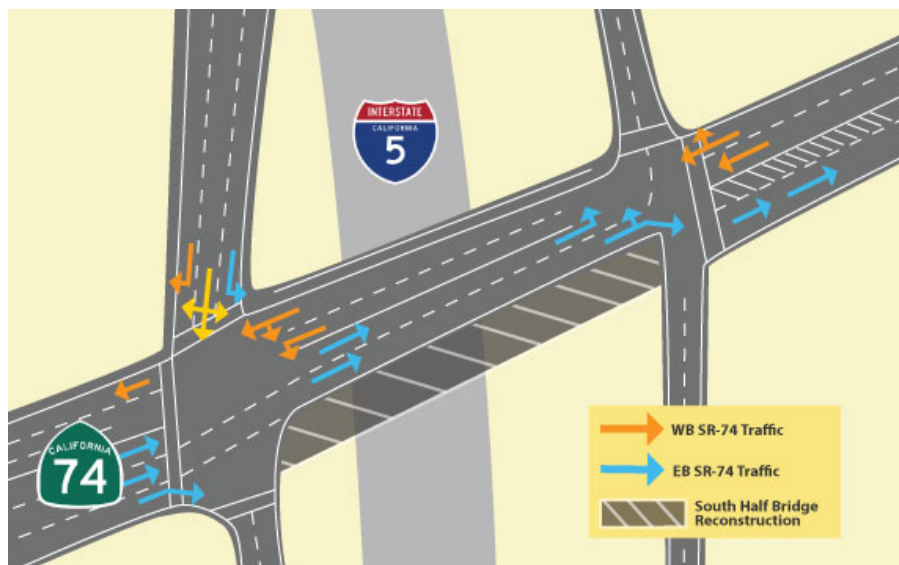 INTERSTATE
CALIFORNIA
5
CALIFORNIA
74
WB SR-74 Traffic
EB SR-74 Traffic
South Half Bridge
Reconstruction